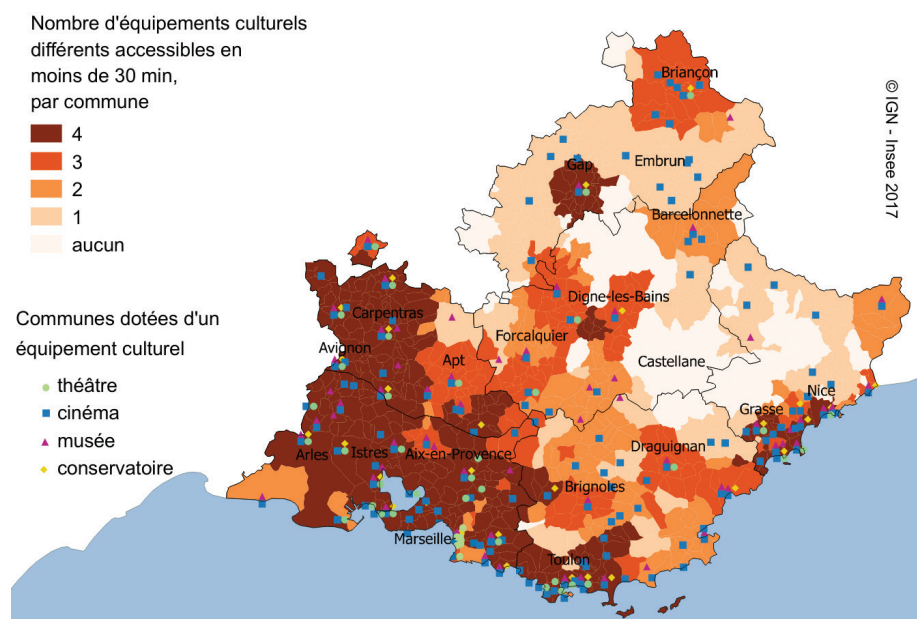 Nombre d'équipements culturels
différents accessibles en
moins de 30 min,
par commune
4
3
2
1
aucun
Communes dotées d'un
équipement culturel
théâtre
cinéma
musée
conservatoire
Briançon
Gap
Embrun
Barcelonnette
Carpentras
Digne-les-Bains
Forcalquier
Avignon
Apt
Castellane
Nice
Grasse
Draguignan
Arles
Istres
Aix-en-Provence
Brignoles
Marseille
Toulon
© IGN - Insee 2017